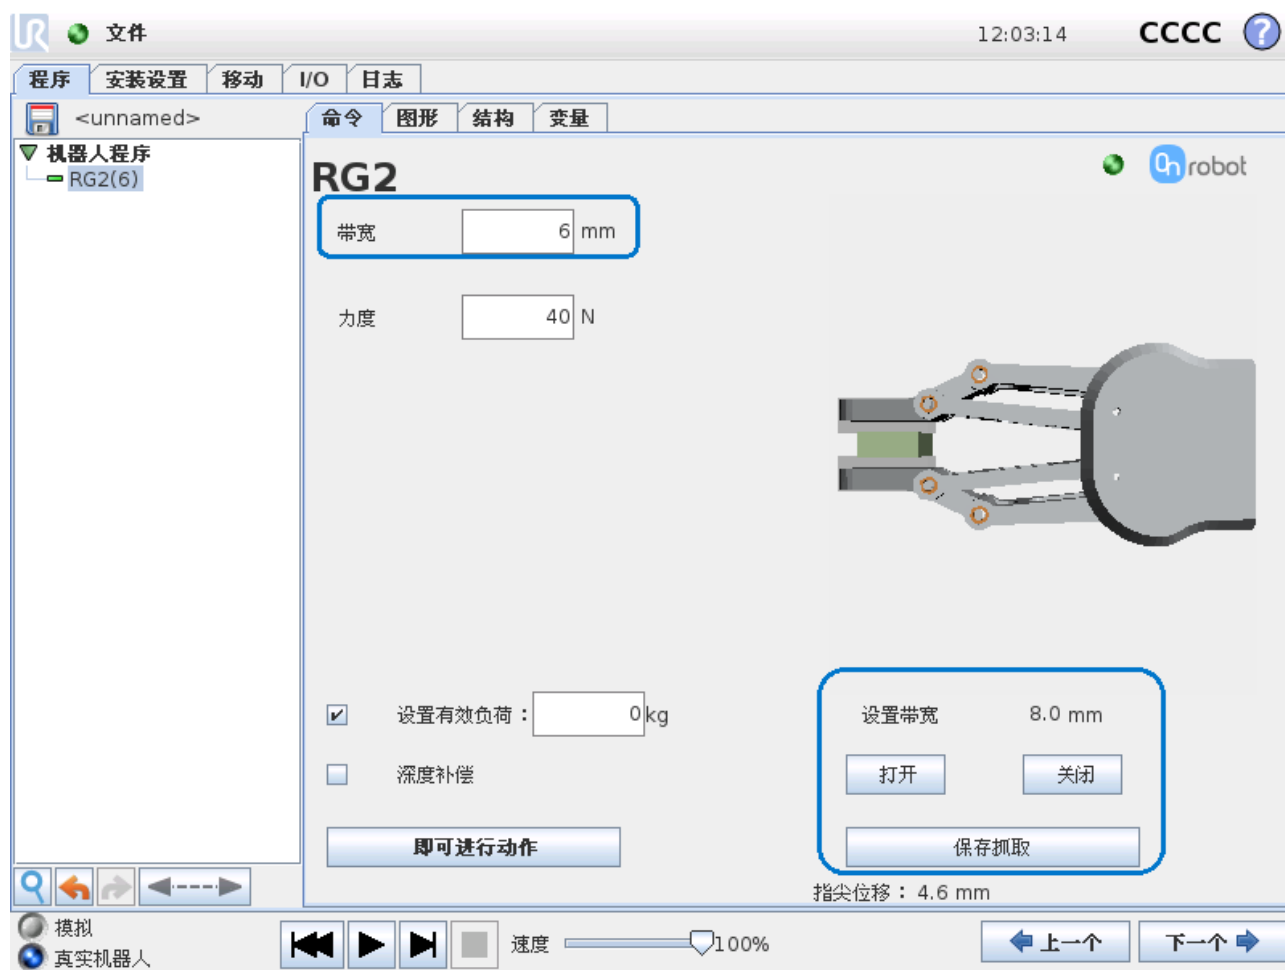 UR 文件 12:03:14 CCCC ?
程序 安装设置 移动 I/O 日志
<unnamed> 命令 图形 结构 变量
机器人程序
RG2(6)
RG2 On robot
带宽 6 mm
力度 40 N
设置有效负荷： 0 kg 设置带宽 8.0 mm
深度补偿 打开 关闭
即可进行动作 保存抓取
指尖位移： 4.6 mm
模拟
真实机器人
速度 100% 上一个 下一个